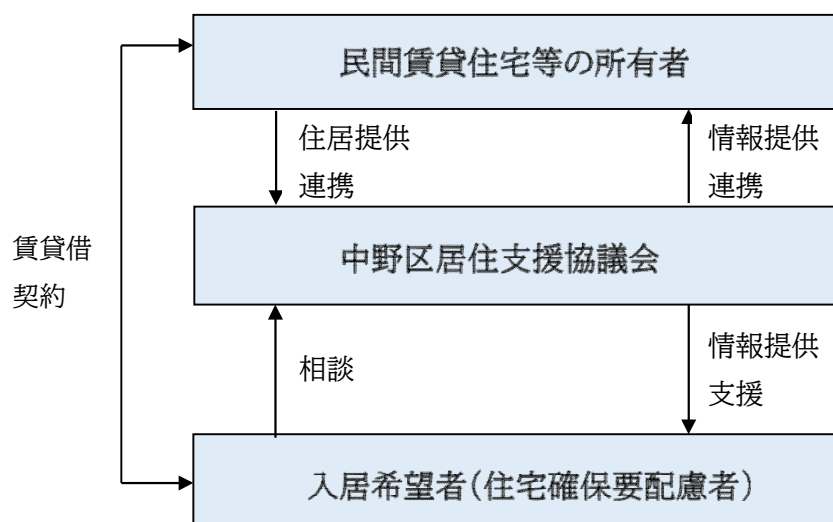 民間賃貸住宅等の所有者
住居提供
連携
情報提供
連携
賃貸借
契約
中野区居住支援協議会
相談
情報提供
支援
入居希望者(住宅確保要配慮者)